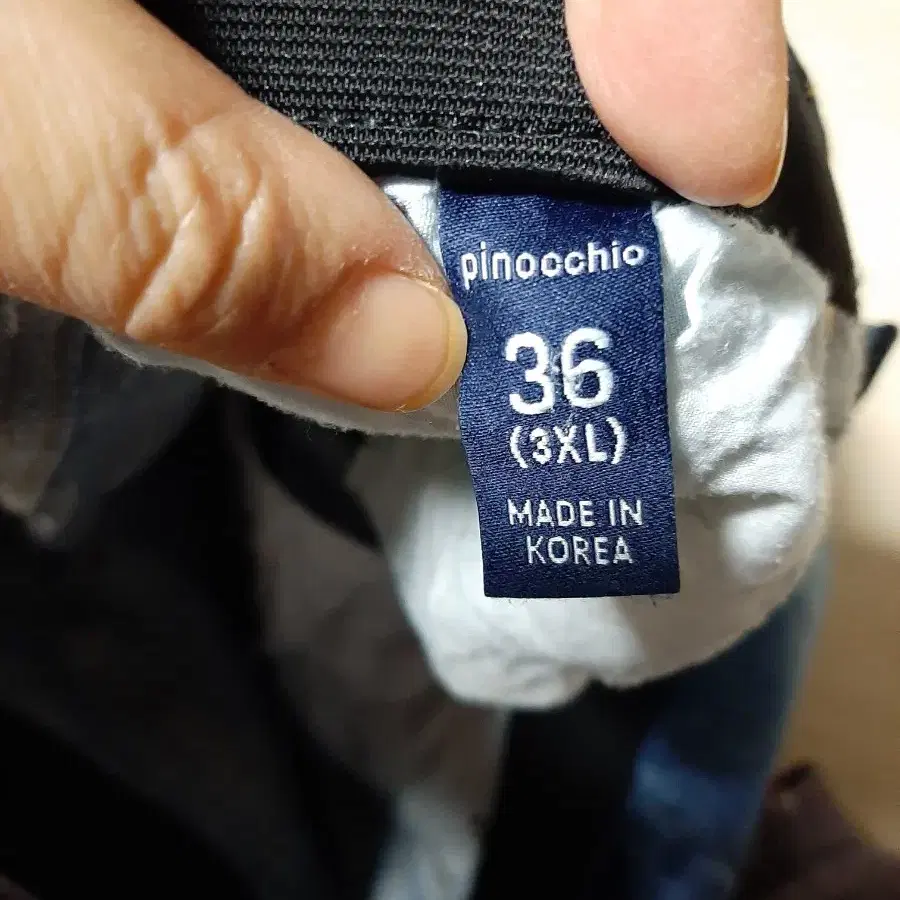 pinocchio
36
(3XL)
MADE IN
KOREA